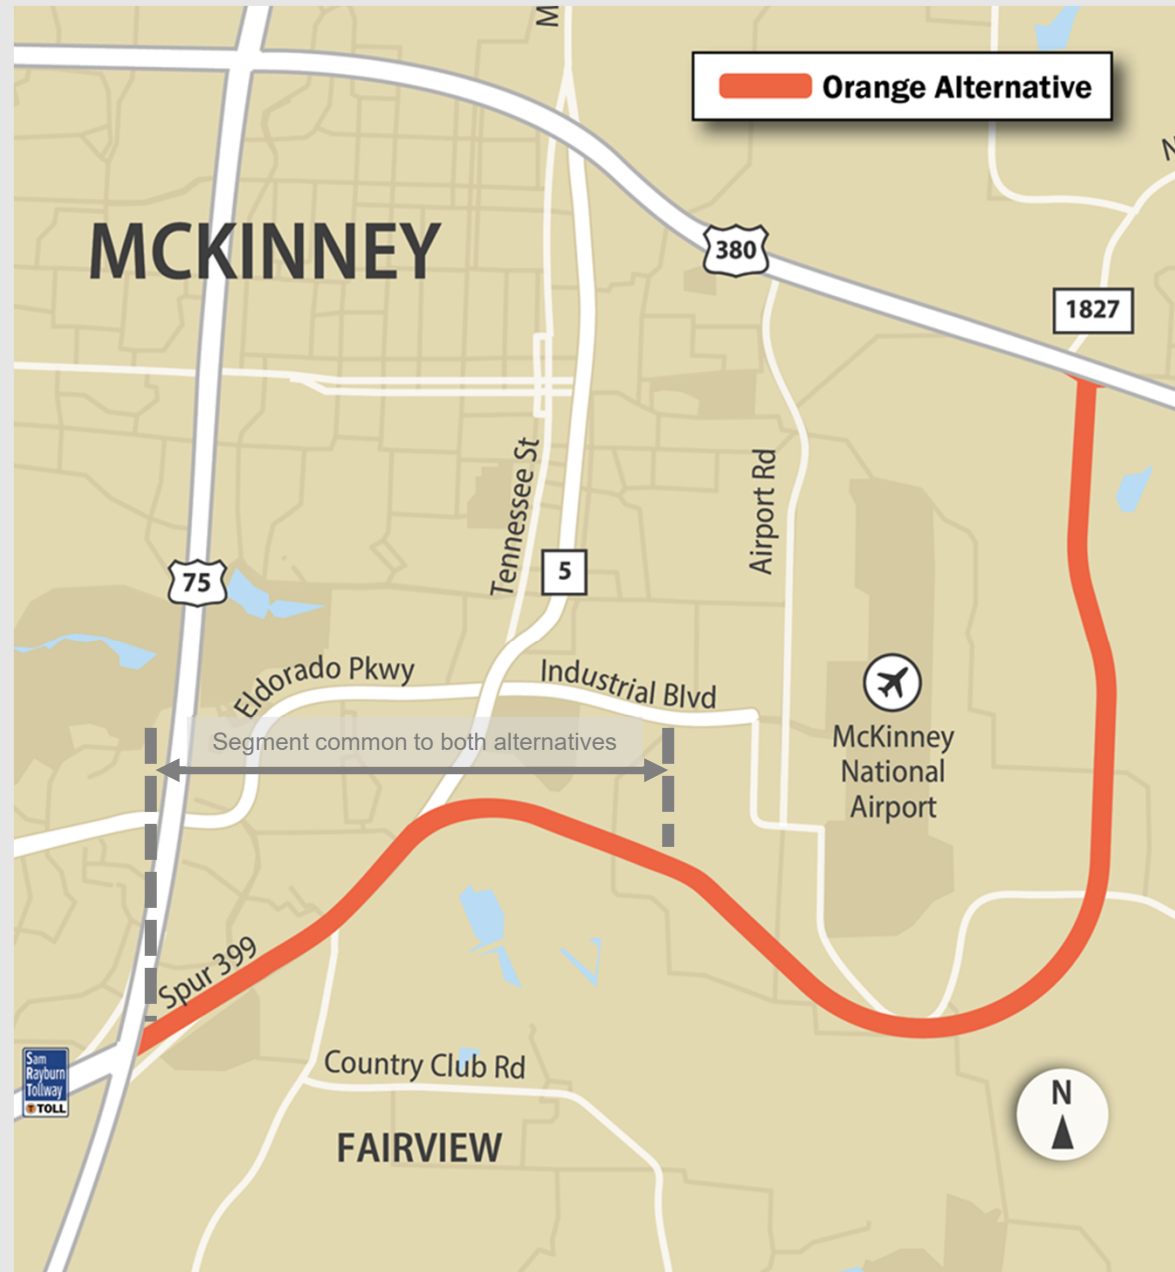 M
Orange Alternative
N
MCKINNEY
380
1827
Tennessee St
Airport Rd
5
75
Eldorado Pkwy
Industrial Blvd
Segment common to both alternatives
McKinney
National
Airport
Spur 399
Sam
Rayburn
Tollway
TOLL
Country Club Rd
N
FAIRVIEW